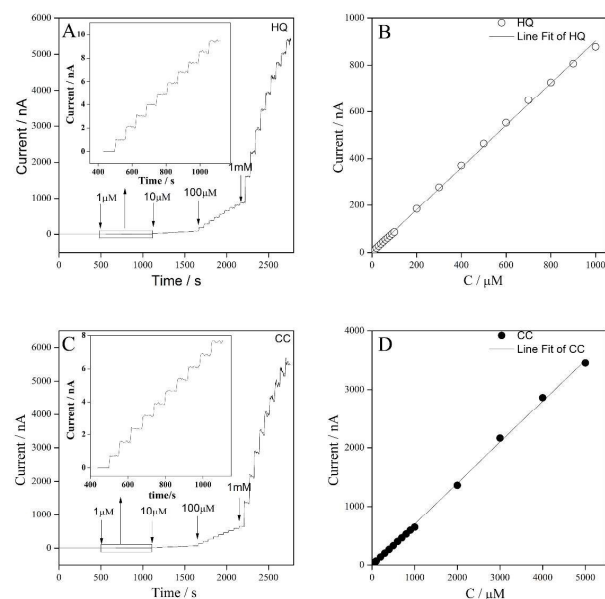 A
HQ
Current / nA
6000
5000
4000
3000
2000
1000
0
0 500 1000 1500 2000 2500
Time / s
Current / nA
10
8
6
4
2
0
400 600 800 1000
Time / s
1μM
10μM
100μM
1mM
B
HQ
Line Fit of HQ
Current / nA
1000
800
600
400
200
0
0 200 400 600 800 1000
C / μM
C
CC
Current / nA
6000
5000
4000
3000
2000
1000
0
0 500 1000 1500 2000 2500
Time / s
Current / nA
8
6
4
2
0
400 600 800 1000
time/s
1μM
10μM
100μM
1mM
D
CC
Line Fit of CC
Current / nA
4000
3000
2000
1000
0
0 1000 2000 3000 4000 5000
C / μM